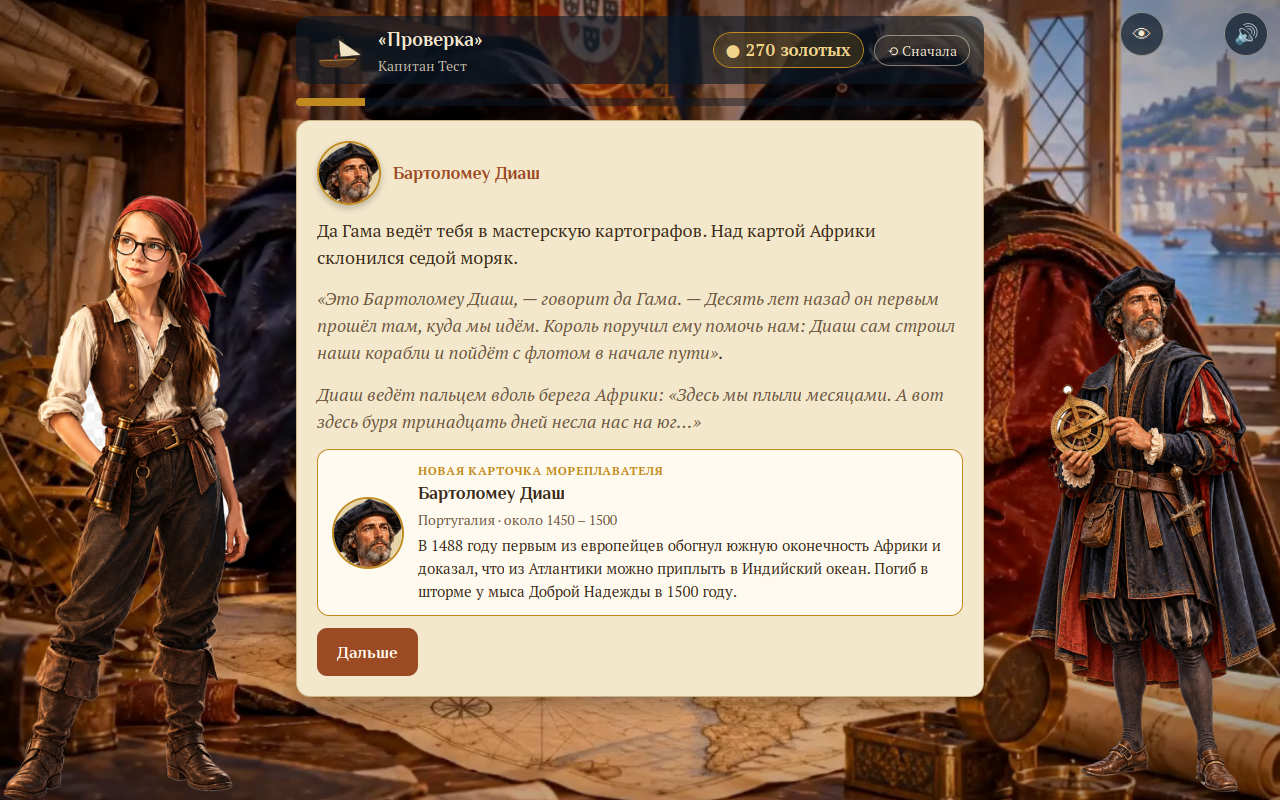 «Проверка»
Капитан Тест
270 золотых
⟲ Сначала
Бартоломеу Диаш
Да Гама ведёт тебя в мастерскую картографов. Над картой Африки
склонился седой моряк.
«Это Бартоломеу Диаш, — говорит да Гама. — Десять лет назад он первым
прошёл там, куда мы идём. Король поручил ему помочь нам: Диаш сам строил
наши корабли и пойдёт с флотом в начале пути».
Диаш ведёт пальцем вдоль берега Африки: «Здесь мы плыли месяцами. А вот
здесь буря тринадцать дней несла нас на юг…»
НОВАЯ КАРТОЧКА МОРЕПЛАВАТЕЛЯ
Бартоломеу Диаш
Португалия · около 1450 – 1500
В 1488 году первым из европейцев обогнул южную оконечность Африки и
доказал, что из Атлантики можно приплыть в Индийский океан. Погиб в
шторме у мыса Доброй Надежды в 1500 году.
Дальше